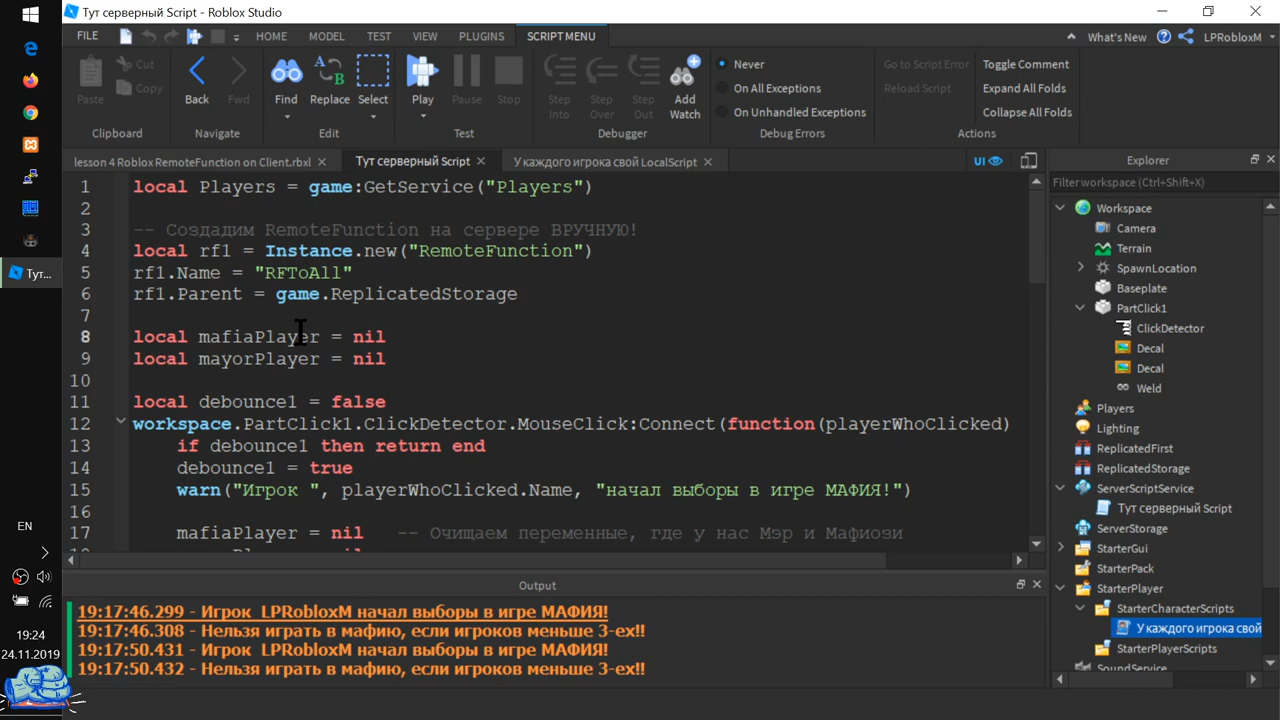 Тут серверный Script - Roblox Studio
FILE HOME MODEL TEST VIEW PLUGINS SCRIPT MENU What's New LPRobloxM
Paste Cut Copy Back Fwd Find Replace Select Play Pause Stop Step Into Step Over Step Out Add Watch
Never
On All Exceptions
On Unhandled Exceptions
Go to Script Error
Reload Script
Toggle Comment
Expand All Folds
Collapse All Folds
Clipboard Navigate Edit Test Debugger Debug Errors Actions
lesson 4 Roblox RemoteFunction on Client.rbxl Тут серверный Script У каждого игрока свой LocalScript UI
1 local Players = game:GetService("Players")
2
3 -- Создадим RemoteFunction на сервере ВРУЧНУЮ!
4 local rf1 = Instance.new("RemoteFunction")
5 rf1.Name = "RFToAll"
6 rf1.Parent = game.ReplicatedStorage
7
8 local mafiaPlayer = nil
9 local mayorPlayer = nil
10
11 local debounce1 = false
12 workspace.PartClick1.ClickDetector.MouseClick:Connect(function(playerWhoClicked)
13 if debounce1 then return end
14 debounce1 = true
15 warn("Игрок ", playerWhoClicked.Name, "начал выборы в игре МАФИЯ!")
16
17 mafiaPlayer = nil -- Очищаем переменные, где у нас Мэр и Мафиози
Output
19:17:46.299 - Игрок LPRobloxM начал выборы в игре МАФИЯ!
19:17:46.308 - Нельзя играть в мафию, если игроков меньше 3-ех!!
19:17:50.431 - Игрок LPRobloxM начал выборы в игре МАФИЯ!
19:17:50.432 - Нельзя играть в мафию, если игроков меньше 3-ех!!
Explorer
Filter workspace (Ctrl+Shift+X)
Workspace
Camera
Terrain
SpawnLocation
Baseplate
PartClick1
ClickDetector
Decal
Decal
Weld
Players
Lighting
ReplicatedFirst
ReplicatedStorage
ServerScriptService
Тут серверный Script
ServerStorage
StarterGui
StarterPack
StarterPlayer
StarterCharacterScripts
У каждого игрока свой
StarterPlayerScripts
SoundService
Тут...
EN
19:24
24.11.2019